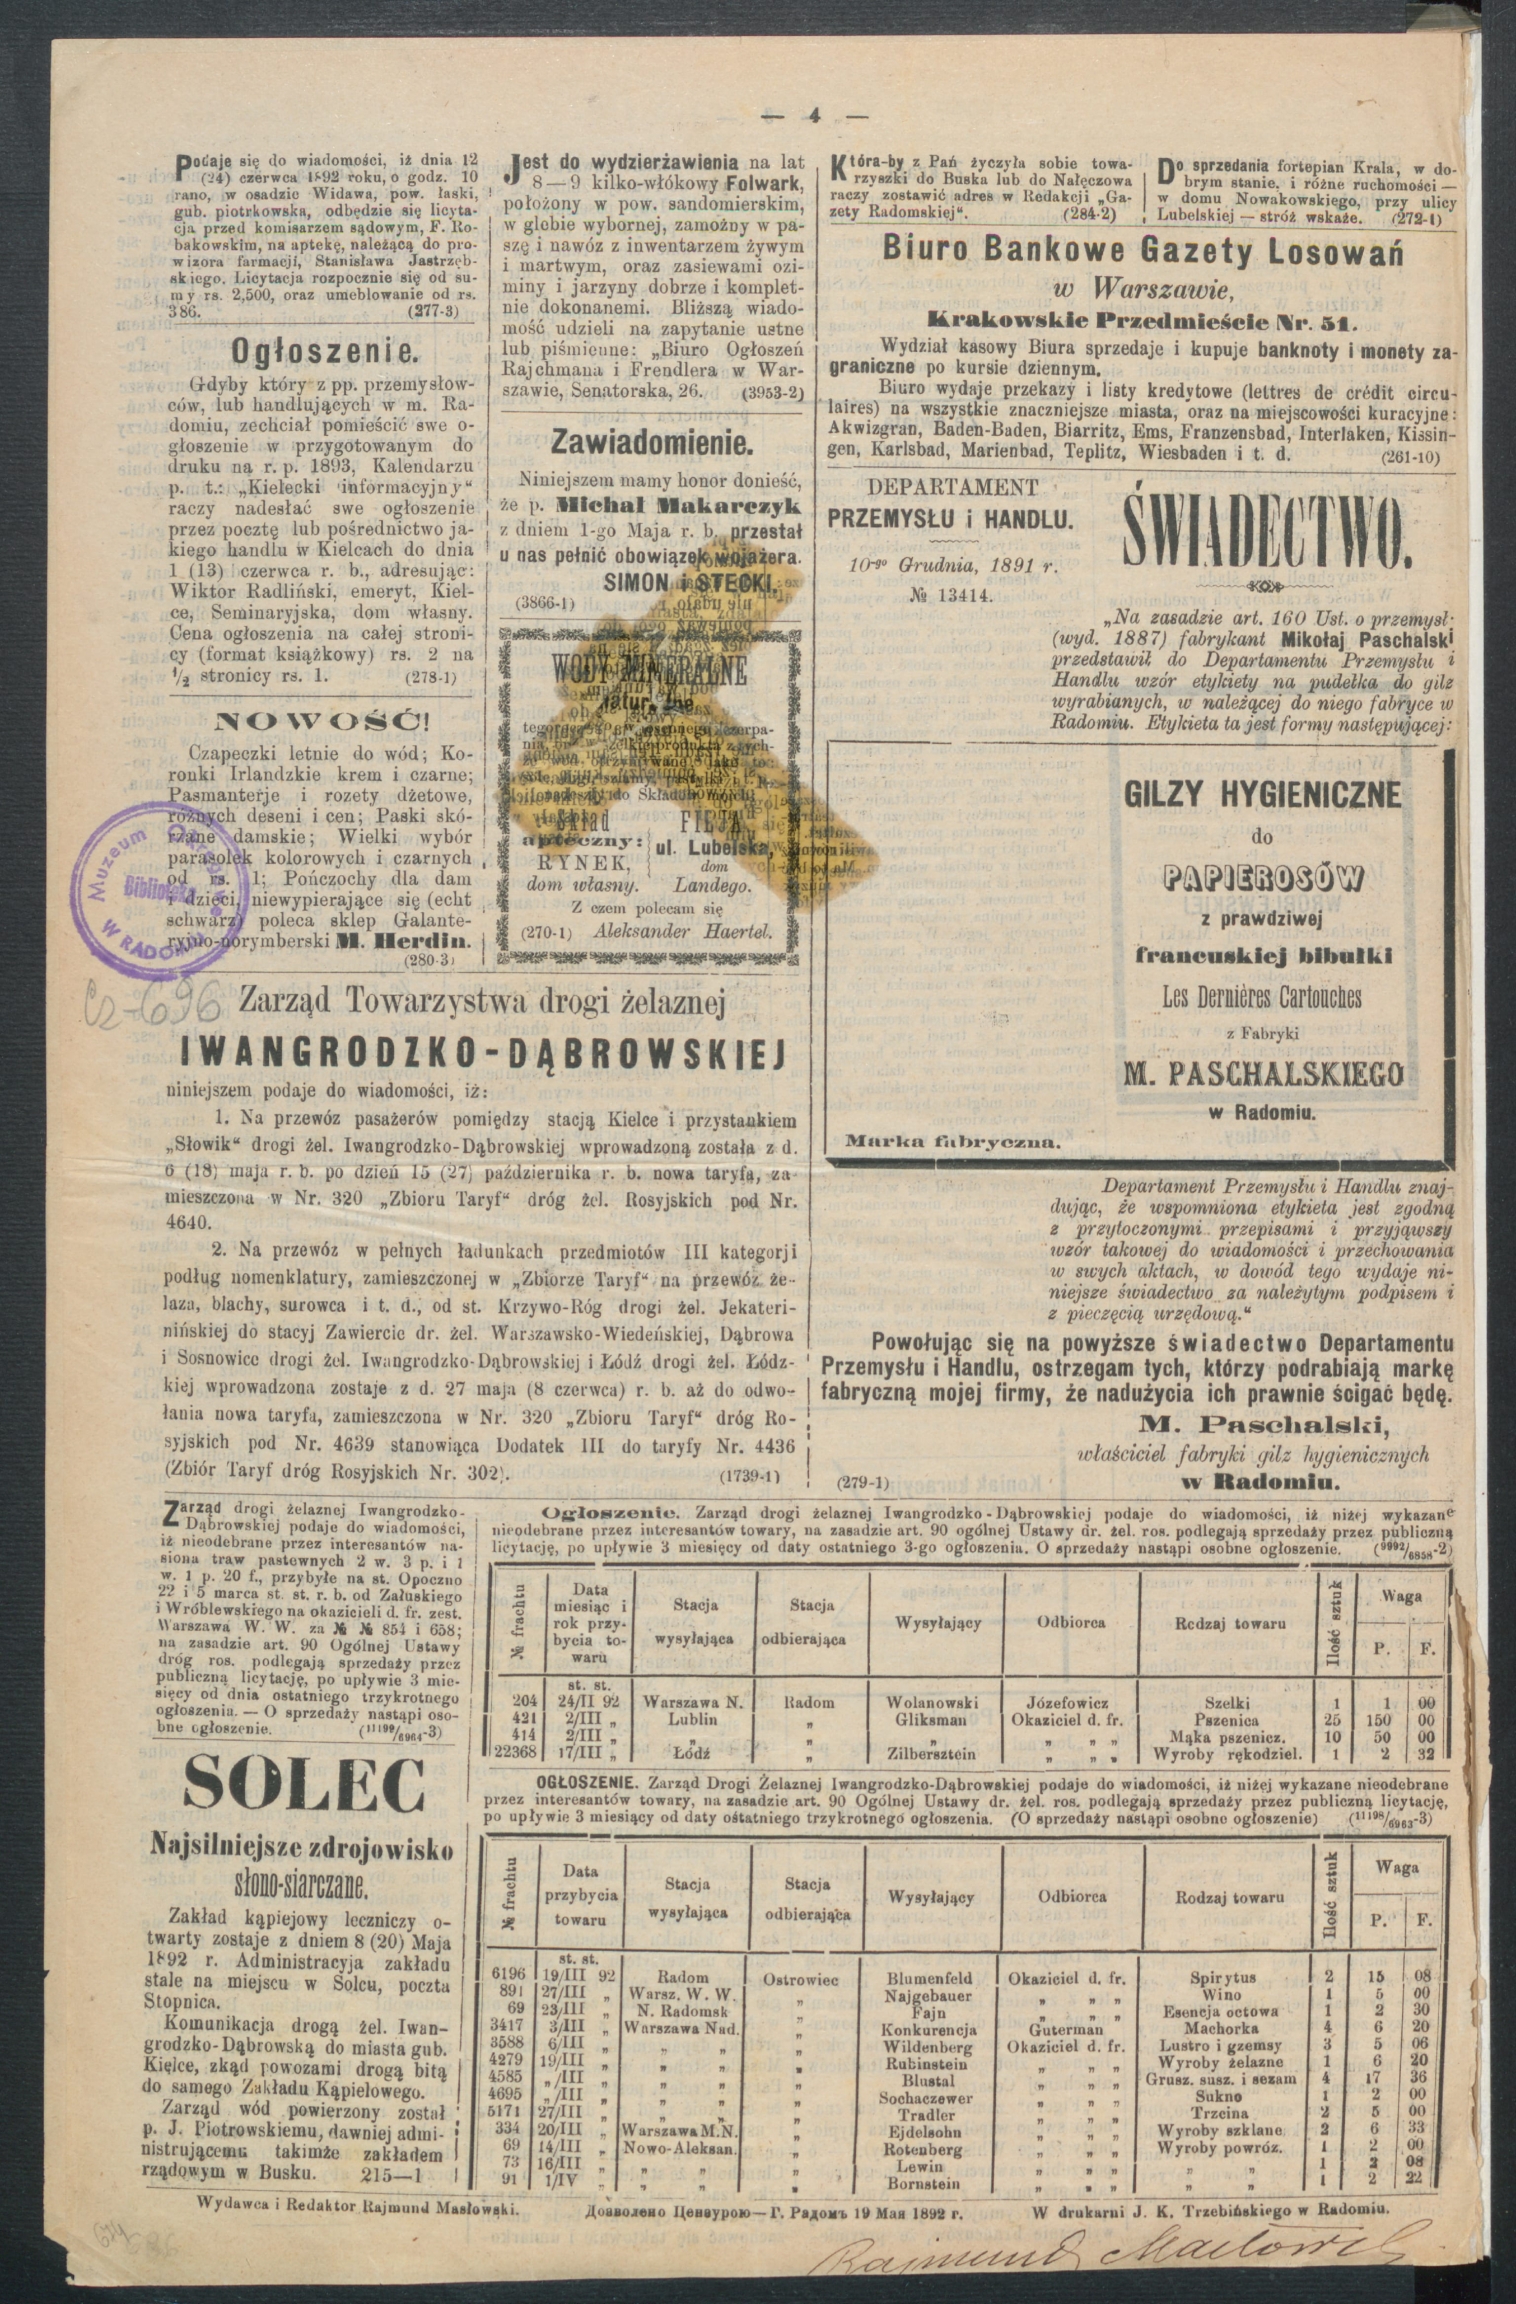 — 4 —
Podaje się do wiadomości, iż dnia 12
(24) czerwca 1892 roku, o godz. 10
rano, w osadzie Widawa, pow. łaski,
gub. piotrkowska, odbędzie się licyta-
cja przed komisarzem sądowym, F. Ro-
bakowskim, na aptekę, należącą do pro-
wizora farmacji, Stanisława Jastrzęb-
skiego. Licytacja rozpocznie się od su-
my rs. 2,500, oraz umeblowanie od rs.
386. (277-3)
Ogłoszenie.
Gdyby który z pp. przemysłow-
ców, lub handlujących w m. Ra-
domiu, zechciał pomieścić swe o-
głoszenie w przygotowanym do
druku na r. p. 1893, Kalendarzu
p. t.: „Kielecki informacyjny“
raczy nadesłać swe ogłoszenie
przez pocztę lub pośrednictwo ja-
kiego handlu w Kielcach do dnia
1 (13) czerwca r. b., adresując:
Wiktor Radliński, emeryt, Kiel-
ce, Seminaryjska, dom własny.
Cena ogłoszenia na całej stroni-
cy (format książkowy) rs. 2 na
½ stronicy rs. 1. (278-1)
NOWOŚĆ!
Czapeczki letnie do wód; Ko-
ronki Irlandzkie krem i czarne;
Pasmanterje i rozety dżetowe,
różnych deseni i cen; Paski skó-
rzane damskie; Wielki wybór
parasolek kolorowych i czarnych
od rs. 1; Pończochy dla dam
i dzieci, niewypierające się (echt
schwarz) poleca sklep Galante-
ryjno-norymberski M. Herdin.
(280-3)
Muzeum
Biblioteka
W RADOMIU
Cz-696
Jest do wydzierżawienia na lat
8—9 kilko-włókowy Folwark,
położony w pow. sandomierskim,
w glebie wybornej, zamożny w pa-
szę i nawóz z inwentarzem żywym
i martwym, oraz zasiewami ozi-
miny i jarzyny dobrze i komplet-
nie dokonanemi. Bliższą wiado-
mość udzieli na zapytanie ustne
lub piśmienne: „Biuro Ogłoszeń
Rajchmana i Frendlera w War-
szawie, Senatorska, 26. (3953-2)
Zawiadomienie.
Niniejszem mamy honor donieść,
że p. Michał Makarczyk
z dniem 1-go Maja r. b. przestał
u nas pełnić obowiązek wojażera.
SIMON i STECKI.
(3866-1)
WODY MINERALNE
Skład FILJA
apteczny: ul. Lubelska,
RYNEK, dom
dom własny. Landego.
Z czem polecam się
(270-1) Aleksander Haertel.
Która-by z Pań życzyła sobie towa-
rzyszki do Buska lub do Nałęczowa
raczy zostawić adres w Redakcji „Ga-
zety Radomskiej“. (284-2)
Do sprzedania fortepian Krala, w do-
brym stanie, i różne ruchomości —
w domu Nowakowskiego, przy ulicy
Lubelskiej — stróż wskaże. (272-1)
Biuro Bankowe Gazety Losowań
w Warszawie,
Krakowskie Przedmieście Nr. 51.
Wydział kasowy Biura sprzedaje i kupuje banknoty i monety za-
graniczne po kursie dziennym.
Biuro wydaje przekazy i listy kredytowe (lettres de crédit circu-
laires) na wszystkie znaczniejsze miasta, oraz na miejscowości kuracyjne:
Akwizgran, Baden-Baden, Biarritz, Ems, Franzensbad, Interlaken, Kissin-
gen, Karlsbad, Marienbad, Teplitz, Wiesbaden i t. d. (261-10)
DEPARTAMENT
PRZEMYSŁU i HANDLU.
10-go Grudnia, 1891 r.
№ 13414.
ŚWIADECTWO.
„Na zasadzie art. 160 Ust. o przemyśl.
(wyd. 1887) fabrykant Mikołaj Paschalski
przedstawił do Departamentu Przemysłu i
Handlu wzór etykiety na pudełka do gilz
wyrabianych, w należącej do niego fabryce w
Radomiu. Etykieta ta jest formy następującej:
GILZY HYGIENICZNE
do
PAPIEROSÓW
z prawdziwej
francuskiej bibułki
Les Dernières Cartouches
z Fabryki
M. PASCHALSKIEGO
w Radomiu.
Marka fabryczna.
Departament Przemysłu i Handlu znaj-
dując, że wspomniona etykieta jest zgodną
z przytoczonymi przepisami i przyjąwszy
wzór takowej do wiadomości i przechowania
w swych aktach, w dowód tego wydaje ni-
niejsze świadectwo za należytym podpisem i
z pieczęcią urzędową.“
Powołując się na powyższe świadectwo Departamentu
Przemysłu i Handlu, ostrzegam tych, którzy podrabiają markę
fabryczną mojej firmy, że nadużycia ich prawnie ścigać będę.
M. Paschalski,
właściciel fabryki gilz hygienicznych
(279-1) w Radomiu.
Zarząd Towarzystwa drogi żelaznej
IWANGRODZKO-DĄBROWSKIEJ
niniejszem podaje do wiadomości, iż:
1. Na przewóz pasażerów pomiędzy stacją Kielce i przystankiem
„Słowik“ drogi żel. Iwangrodzko-Dąbrowskiej wprowadzoną została z d.
6 (18) maja r. b. po dzień 15 (27) października r. b. nowa taryfa, za-
mieszczona w Nr. 320 „Zbioru Taryf“ dróg żel. Rosyjskich pod Nr.
4640.
2. Na przewóz w pełnych ładunkach przedmiotów III kategorji
podług nomenklatury, zamieszczonej w „Zbiorze Taryf“ na przewóz że-
laza, blachy, surowca i t. d., od st. Krzywo-Róg drogi żel. Jekateri-
nińskiej do stacyj Zawiercie dr. żel. Warszawsko-Wiedeńskiej, Dąbrowa
i Sosnowice drogi żel. Iwangrodzko-Dąbrowskiej i Łódź drogi żel. Łódz-
kiej wprowadzona zostaje z d. 27 maja (8 czerwca) r. b. aż do odwo-
łania nowa taryfa, zamieszczona w Nr. 320 „Zbioru Taryf“ dróg Ro-
syjskich pod Nr. 4639 stanowiąca Dodatek III do taryfy Nr. 4436
(Zbiór Taryf dróg Rosyjskich Nr. 302). (1739-1)
Zarząd drogi żelaznej Iwangrodzko-
Dąbrowskiej podaje do wiadomości,
iż nieodebrane przez interesantów na-
siona traw pastewnych 2 w. 3 p. i 1
w. 1 p. 20 f., przybyłe na st. Opoczno
22 i 5 marca st. st. r. b. od Załuskiego
i Wróblewskiego na okazicieli d. fr. zest.
Warszawa W. W. za № № 854 i 658;
na zasadzie art. 90 Ogólnej Ustawy
dróg ros. podlegają sprzedaży przez
publiczną licytację, po upływie 3 mie-
sięcy od dnia ostatniego trzykrotnego
ogłoszenia. — O sprzedaży nastąpi oso-
bne ogłoszenie. (11199/6964-3)
SOLEC
Najsilniejsze zdrojowisko
słono-siarczane.
Zakład kąpiejowy leczniczy o-
twarty zostaje z dniem 8 (20) Maja
1892 r. Administracyja zakładu
stale na miejscu w Solcu, poczta
Stopnica.
Komunikacja drogą żel. Iwan-
grodzko-Dąbrowską do miasta gub.
Kielce, zkąd powozami drogą bitą
do samego Zakładu Kąpielowego.
Zarząd wód powierzony został
p. J. Piotrowskiemu, dawniej admi-
nistrującemu takimże zakładem
rządowym w Busku. 215—1
Ogłoszenie. Zarząd drogi żelaznej Iwangrodzko-Dąbrowskiej podaje do wiadomości, iż niżej wykazane
nieodebrane przez interesantów towary, na zasadzie art. 90 ogólnej Ustawy dr. żel. ros. podlegają sprzedaży przez publiczną
licytację, po upływie 3 miesięcy od daty ostatniego 3-go ogłoszenia. O sprzedaży nastąpi osobne ogłoszenie. (9992/6858-2)
№ frachtu | Data miesiąc i rok przy- bycia to- waru | Stacja wysyłająca | Stacja odbierająca | Wysyłający | Odbiorca | Rodzaj towaru | Ilość sztuk | Waga P. F.
st. st.
204 24/II 92 Warszawa N. Radom Wolanowski Józefowicz Szelki 1 1 00
421 2/III „ Lublin „ Gliksman Okaziciel d. fr. Pszenica 25 150 00
414 2/III „ „ „ „ „ „ „ Mąka pszenicz. 10 50 00
22368 17/III „ Łódź „ Zilbersztein „ „ „ Wyroby rękodziel. 1 2 32
OGŁOSZENIE. Zarząd Drogi Żelaznej Iwangrodzko-Dąbrowskiej podaje do wiadomości, iż niżej wykazane nieodebrane
przez interesantów towary, na zasadzie art. 90 Ogólnej Ustawy dr. żel. ros. podlegają sprzedaży przez publiczną licytację,
po upływie 3 miesiący od daty ostatniego trzykrotnego ogłoszenia. (O sprzedaży nastąpi osobne ogłoszenie) (11198/6963-3)
№ frachtu | Data przybycia towaru | Stacja wysyłająca | Stacja odbierająca | Wysyłający | Odbiorca | Rodzaj towaru | Ilość sztuk | Waga P. F.
st. st.
6196 19/III 92 Radom Ostrowiec Blumenfeld Okaziciel d. fr. Spirytus 2 15 08
891 27/III „ Warsz. W. W. „ Najgebauer „ „ „ Wino 1 5 00
69 23/III „ N. Radomsk „ Fajn „ „ „ Esencja octowa 1 2 30
3417 3/III „ Warszawa Nad. „ Konkurencja Guterman Machorka 4 6 20
3588 6/III „ „ „ „ Wildenberg Okaziciel d. fr. Lustro i gzemsy 3 5 06
4279 19/III „ „ „ „ Rubinstein „ „ „ Wyroby żelazne 1 6 20
4585 „/III „ „ „ „ Blustal „ „ „ Grusz. susz. i sezam 4 17 36
4695 „/III „ „ „ „ Sochaczewer „ „ „ Sukno 1 2 00
5171 27/III „ „ „ „ Tradler „ „ „ Trzcina 2 5 00
334 20/III „ Warszawa M.N. „ Ejdelsohn „ „ „ Wyroby szklane 2 6 33
69 14/III „ Nowo-Aleksan. „ Rotenberg „ „ „ Wyroby powróz. 1 2 00
73 16/III „ „ „ „ Lewin „ „ „ „ „ 1 2 08
91 1/IV „ „ „ „ Bornstein „ „ „ „ „ 1 2 22
Wydawca i Redaktor Rajmund Masłowski. Дозволено Цензурою—Г. Радомъ 19 Мая 1892 г. W drukarni J. K. Trzebińskiego w Radomiu.
Rajmund